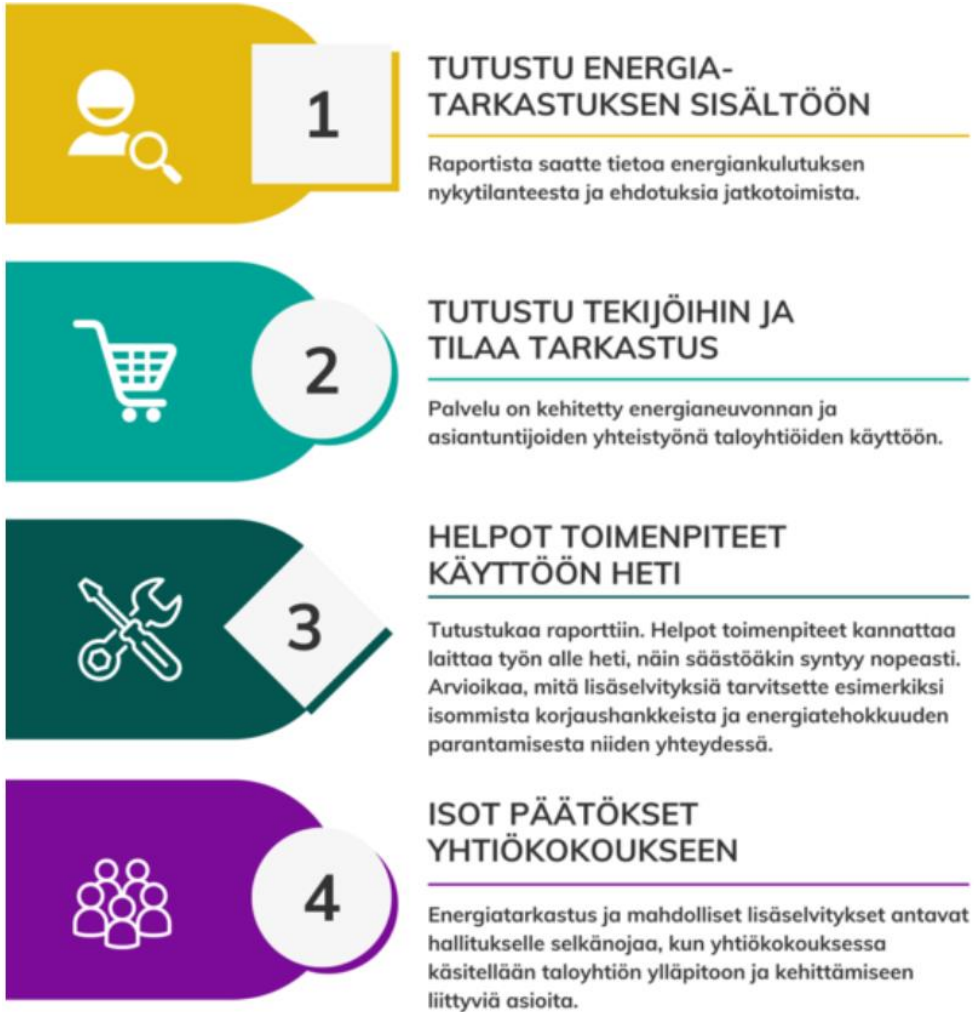 1
TUTUSTU ENERGIA-
TARKASTUKSEN SISÄLTÖÖN
Raportista saatte tietoa energiankulutuksen
nykytilanteesta ja ehdotuksia jatkotoimista.
2
TUTUSTU TEKIJÖIHIN JA
TILAA TARKASTUS
Palvelu on kehitetty energianeuvonnan ja
asiantuntijoiden yhteistyönä taloyhtiöiden käyttöön.
3
HELPOT TOIMENPITEET
KÄYTTÖÖN HETI
Tutustukaa raporttiin. Helpot toimenpiteet kannattaa
laittaa työn alle heti, näin säästöäkin syntyy nopeasti.
Arvioikaa, mitä lisäselvityksiä tarvitsette esimerkiksi
isommista korjaushankkeista ja energiatehokkuuden
parantamisesta niiden yhteydessä.
4
ISOT PÄÄTÖKSET
YHTIÖKOKOUKSEEN
Energiatarkastus ja mahdolliset lisäselvitykset antavat
hallitukselle selkänojaa, kun yhtiökokouksessa
käsitellään taloyhtiön ylläpitoon ja kehittämiseen
liittyviä asioita.